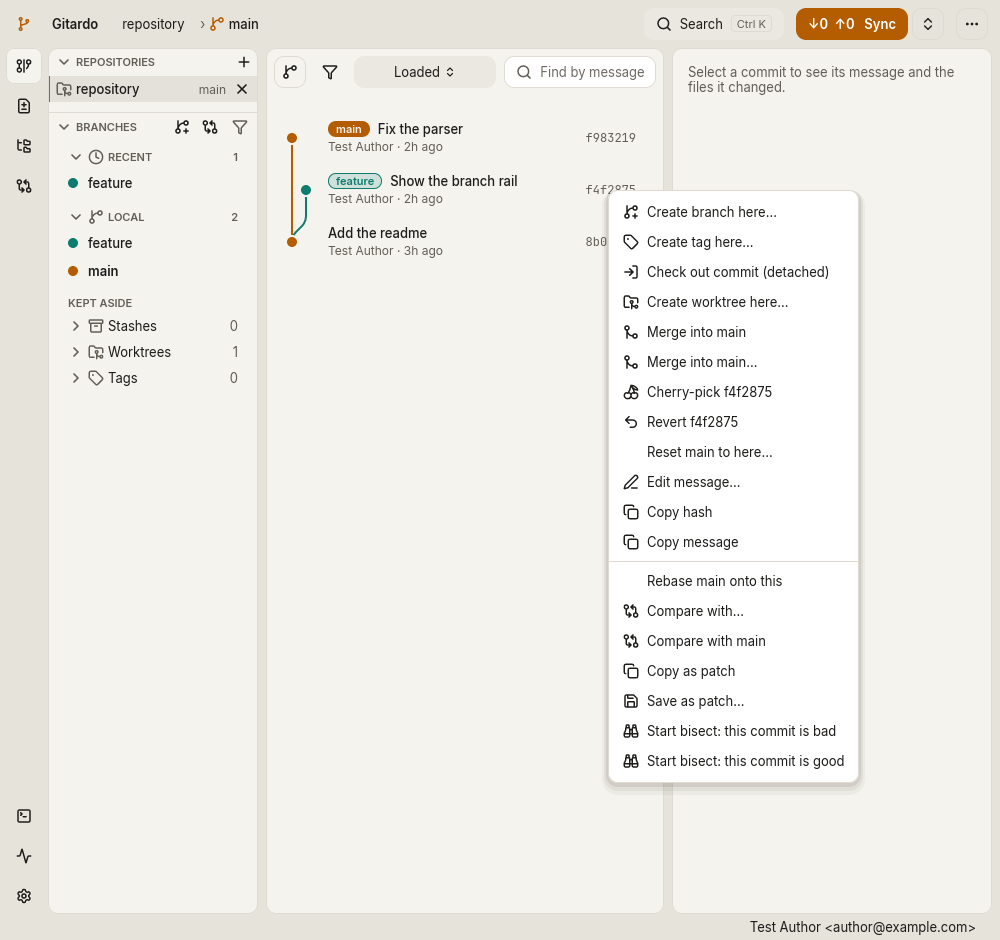 Gitardo
repository
main
Search
Ctrl K
↓0 ↑0 Sync
REPOSITORIES
repository
main
BRANCHES
RECENT
1
feature
LOCAL
2
feature
main
KEPT ASIDE
Stashes
0
Worktrees
1
Tags
0
Loaded
Find by message
main
Fix the parser
Test Author · 2h ago
f983219
feature
Show the branch rail
Test Author · 2h ago
f4f2875
Add the readme
Test Author · 3h ago
8b0
Select a commit to see its message and the
files it changed.
Create branch here...
Create tag here...
Check out commit (detached)
Create worktree here...
Merge into main
Merge into main...
Cherry-pick f4f2875
Revert f4f2875
Reset main to here...
Edit message...
Copy hash
Copy message
Rebase main onto this
Compare with...
Compare with main
Copy as patch
Save as patch...
Start bisect: this commit is bad
Start bisect: this commit is good
Test Author <author@example.com>